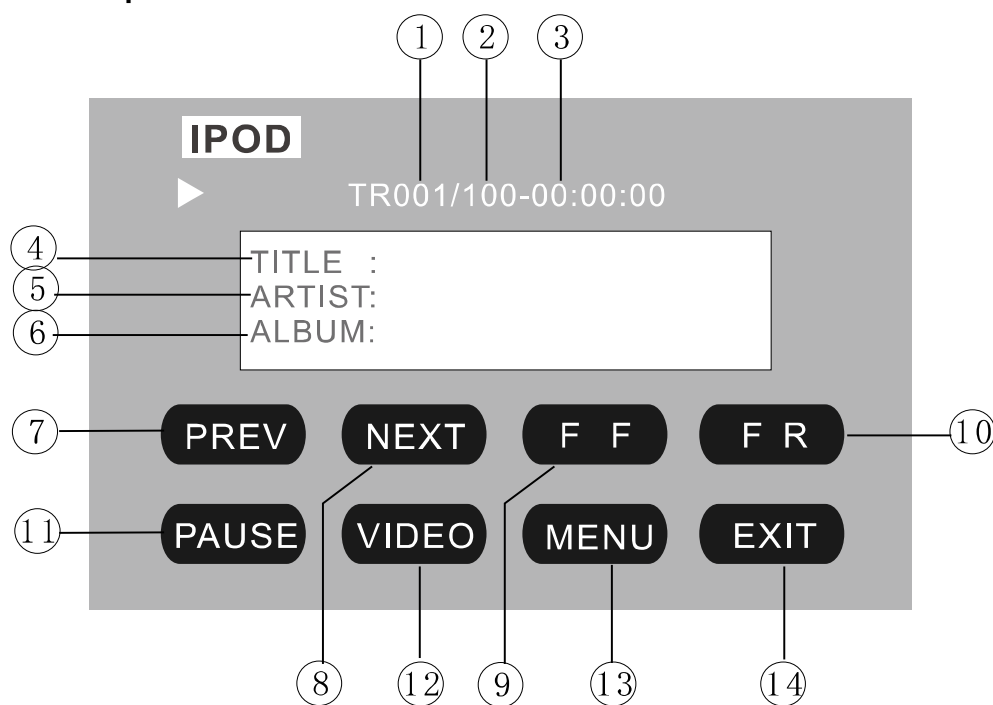 ① ② ③
IPOD
TR001/100-00:00:00
④ TITLE :
⑤ ARTIST:
⑥ ALBUM:
⑦ PREV NEXT F F F R ⑩
⑪ PAUSE VIDEO MENU EXIT
⑧ ⑫ ⑨ ⑬ ⑭